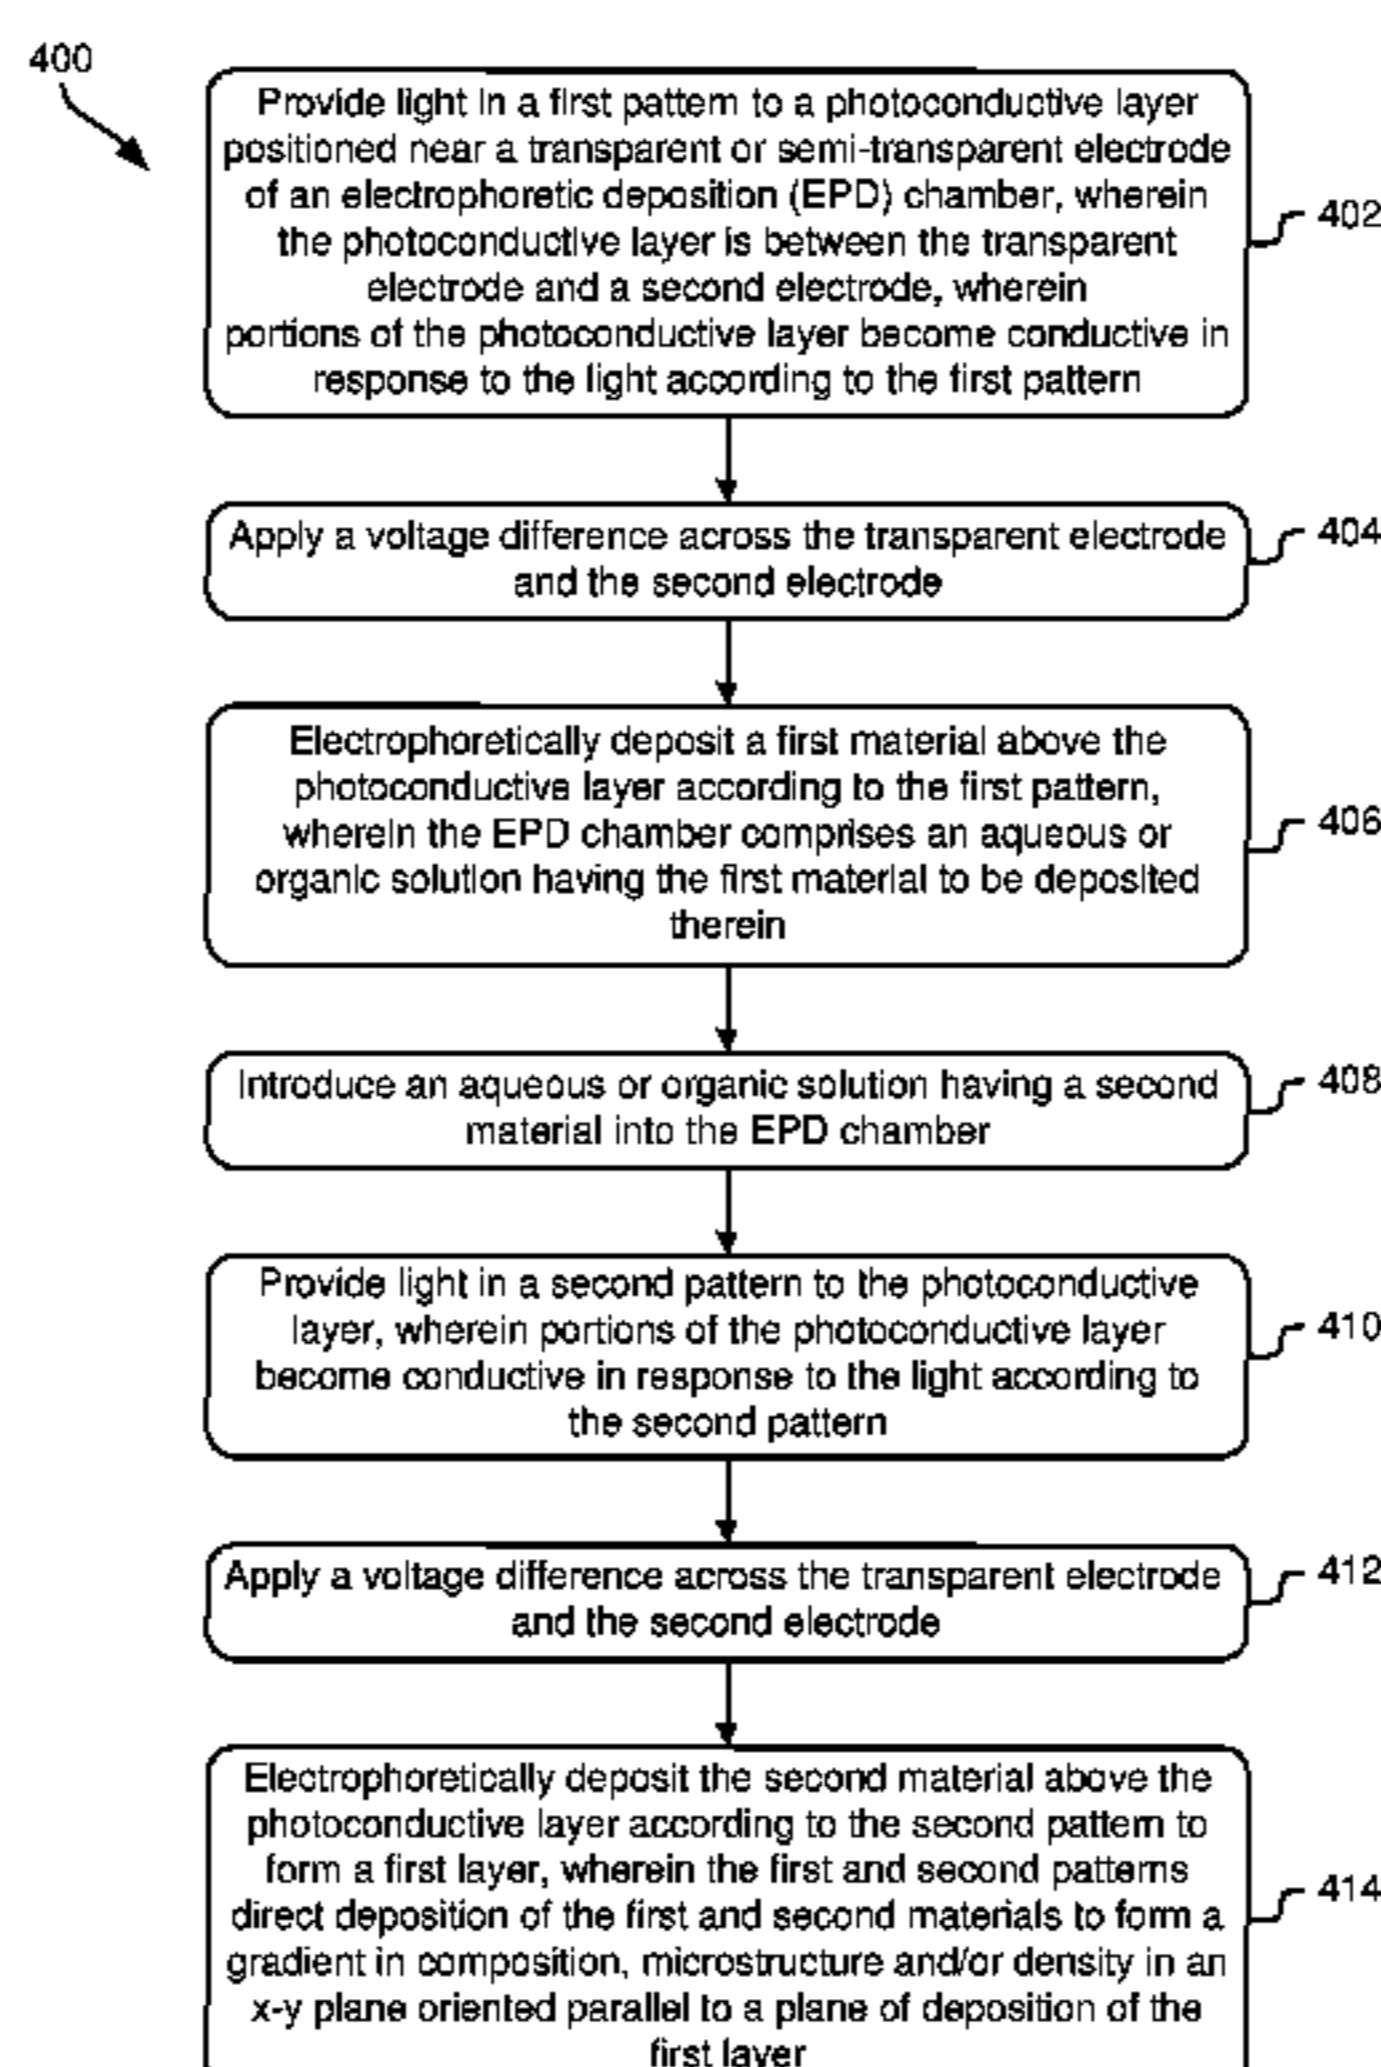 400
Provide light in a first pattern to a photoconductive layer
positioned near a transparent or semi-transparent electrode
of an electrophoretic deposition (EPD) chamber, wherein
the photoconductive layer is between the transparent
electrode and a second electrode, wherein
portions of the photoconductive layer become conductive in
response to the light according to the first pattern
402
Apply a voltage difference across the transparent electrode
and the second electrode
404
Electrophoretically deposit a first material above the
photoconductive layer according to the first pattern,
wherein the EPD chamber comprises an aqueous or
organic solution having the first material to be deposited
therein
406
Introduce an aqueous or organic solution having a second
material into the EPD chamber
408
Provide light in a second pattern to the photoconductive
layer, wherein portions of the photoconductive layer
become conductive in response to the light according to
the second pattern
410
Apply a voltage difference across the transparent electrode
and the second electrode
412
Electrophoretically deposit the second material above the
photoconductive layer according to the second pattern to
form a first layer, wherein the first and second patterns
direct deposition of the first and second materials to form a
gradient in composition, microstructure and/or density in an
x-y plane oriented parallel to a plane of deposition of the
first layer
414